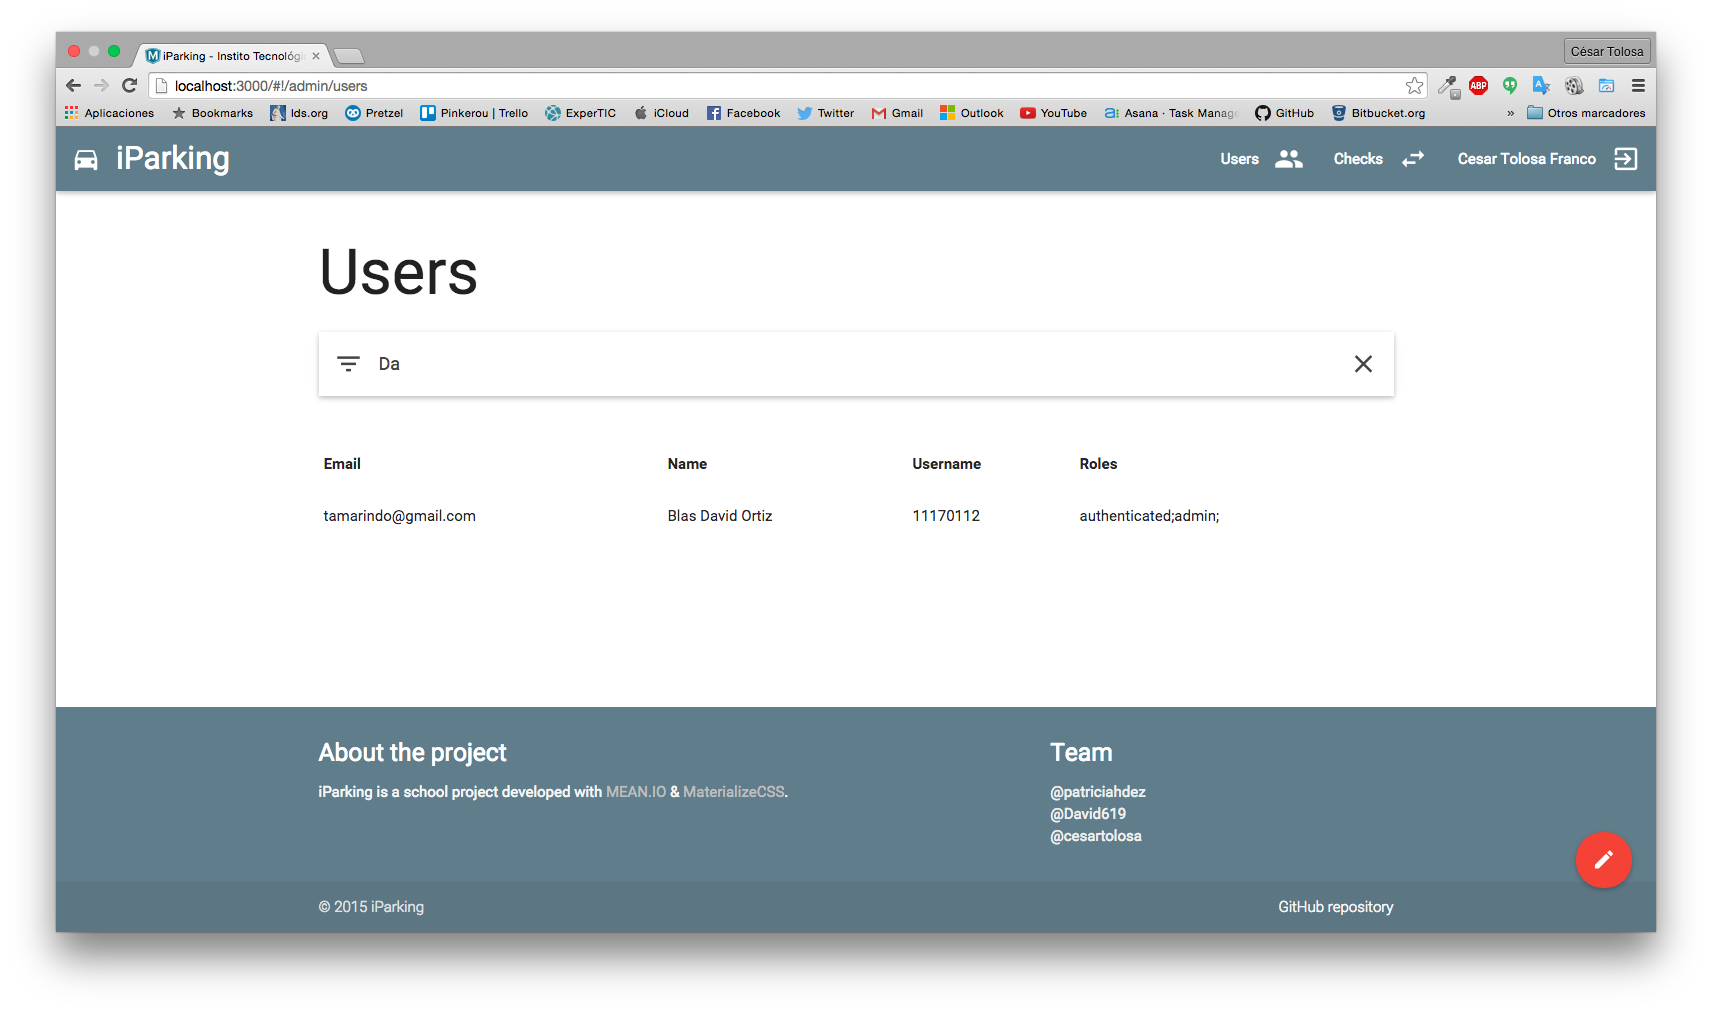 iParking - Instito Tecnológi
César Tolosa
localhost:3000/#!/admin/users
ABP
Aplicaciones Bookmarks lds.org Pretzel Pinkerou | Trello ExperTIC iCloud Facebook Twitter Gmail Outlook YouTube Asana · Task Manag GitHub Bitbucket.org » Otros marcadores
iParking Users Checks Cesar Tolosa Franco
Users
Da
Email Name Username Roles
tamarindo@gmail.com Blas David Ortiz 11170112 authenticated;admin;
About the project
iParking is a school project developed with MEAN.IO & MaterializeCSS.
Team
@patriciahdez
@David619
@cesartolosa
© 2015 iParking GitHub repository